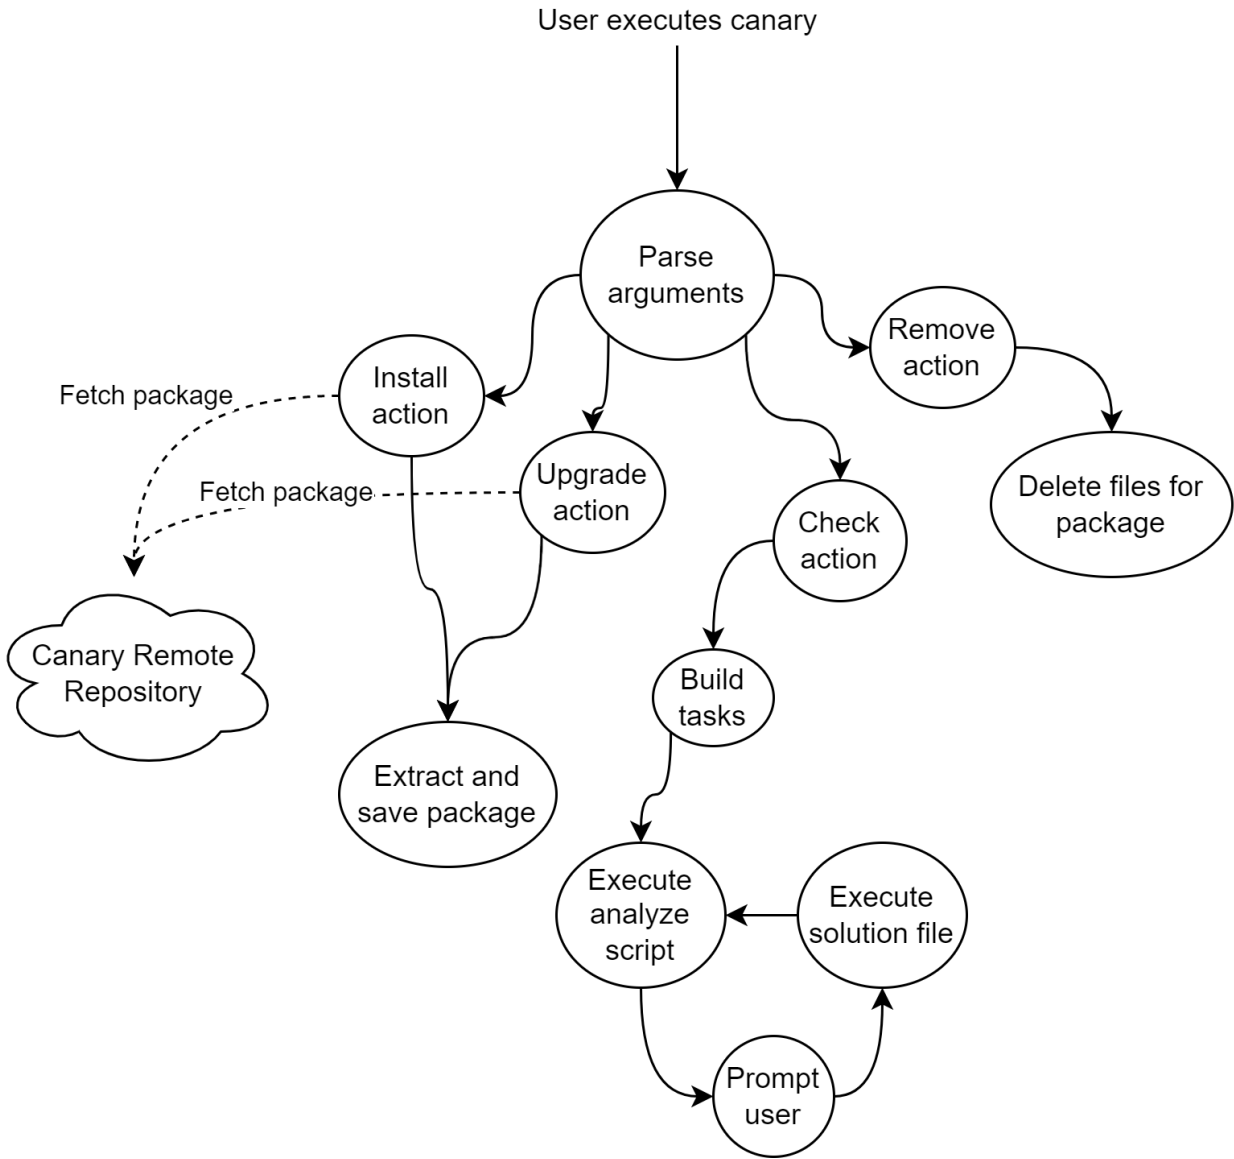 User executes canary
Parse
arguments
Remove
action
Install
action
Fetch package
Upgrade
action
Fetch package
Check
action
Delete files for
package
Canary Remote
Repository
Build
tasks
Extract and
save package
Execute
analyze
script
Execute
solution file
Prompt
user